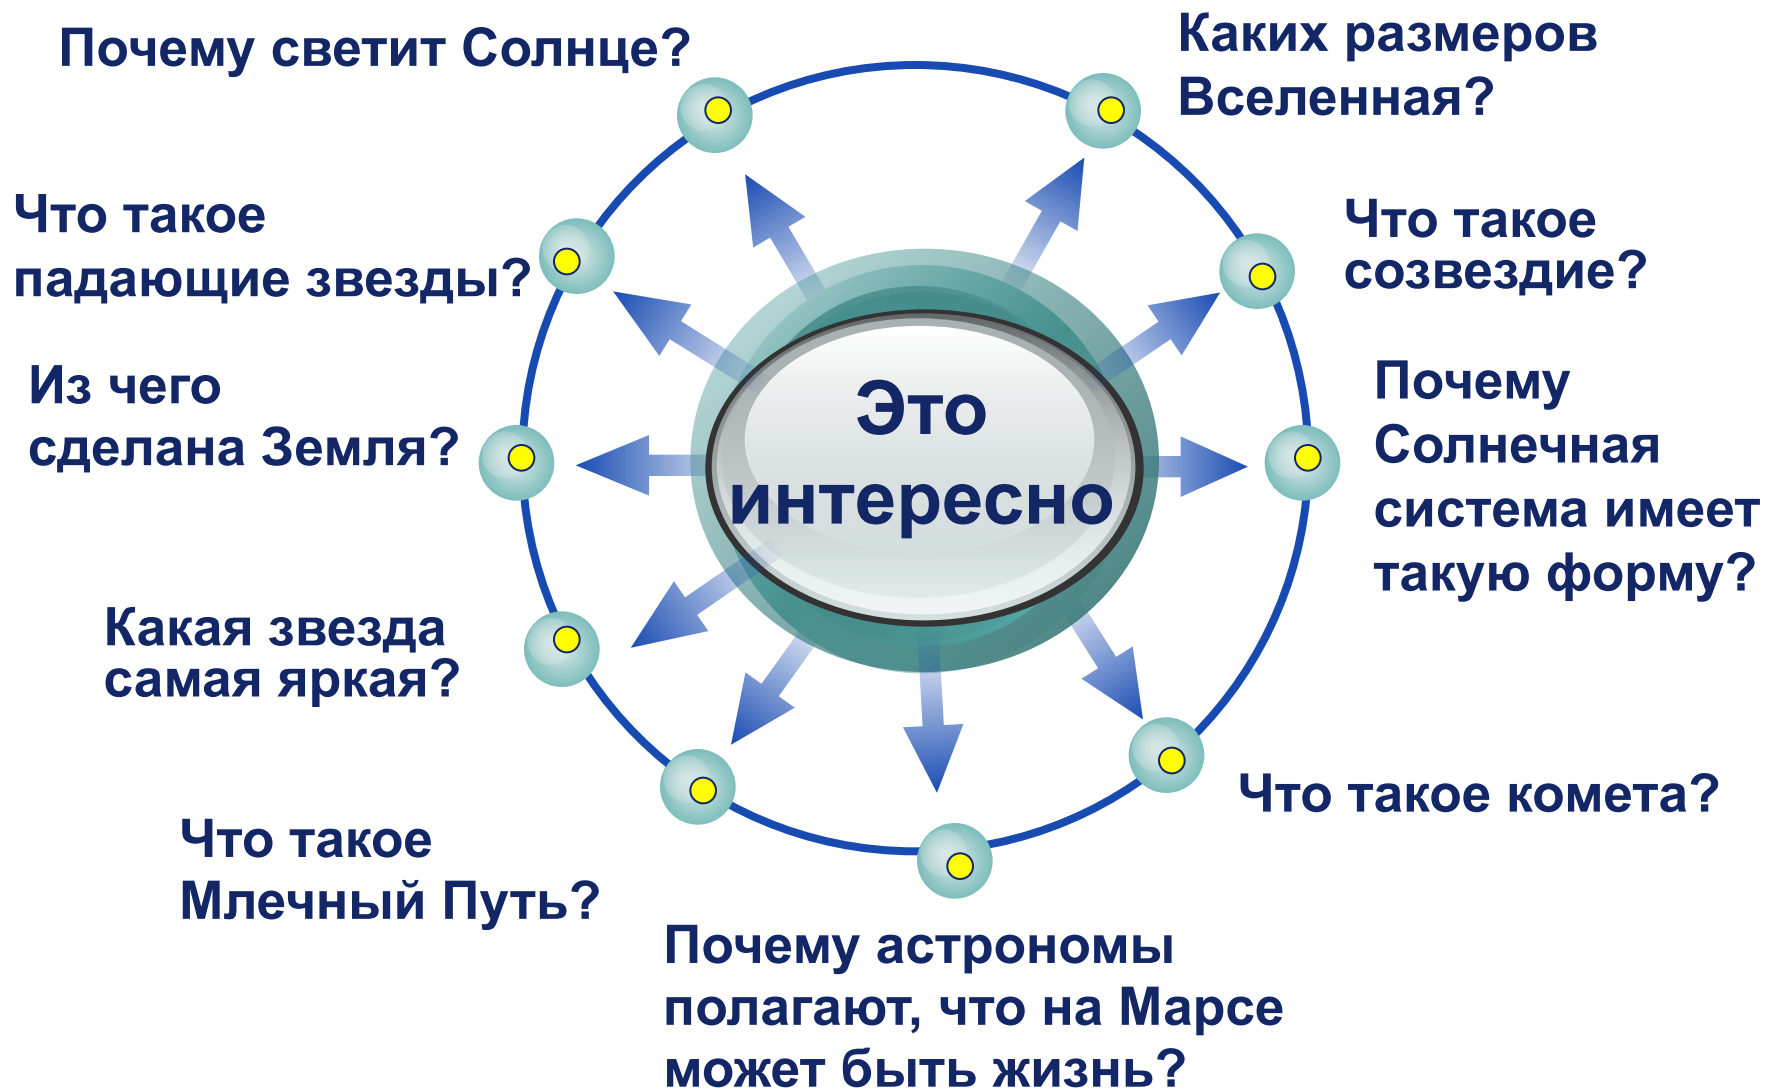 Почему светит Солнце?
Каких размеров
Вселенная?
Что такое
падающие звезды?
Что такое
созвездие?
Из чего
сделана Земля?
Это
интересно
Почему
Солнечная
система имеет
такую форму?
Какая звезда
самая яркая?
Что такое комета?
Что такое
Млечный Путь?
Почему астрономы
полагают, что на Марсе
может быть жизнь?